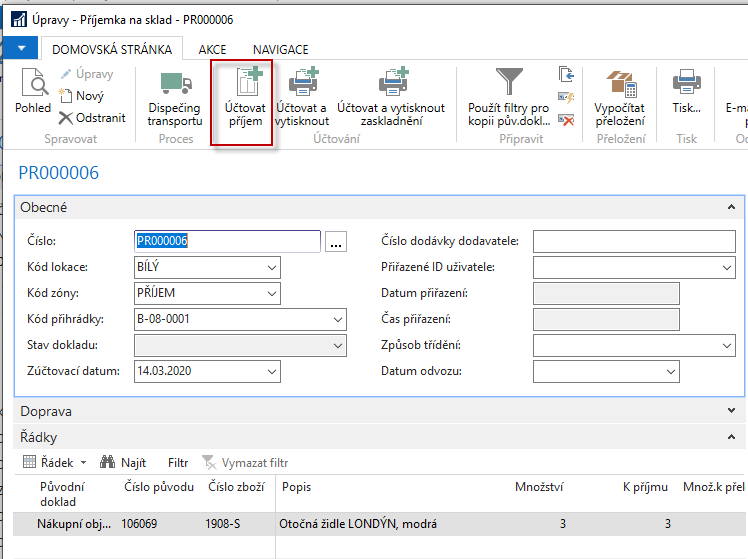 Úpravy - Příjemka na sklad - PR000006
DOMOVSKÁ STRÁNKA AKCE NAVIGACE
Pohled
Úpravy
Nový
Odstranit
Spravovat
Dispečing
transportu
Proces
Účtovat
příjem
Účtovat a
vytisknout
Účtovat a vytisknout
zaskladnění
Účtování
Použít filtry pro
kopii pův.dokl...
Připravit
Vypočítat
přeložení
Přeložení
Tisk...
Tisk
PR000006
Obecné
Číslo: PR000006 ...
Kód lokace: BÍLÝ
Kód zóny: PŘÍJEM
Kód přihrádky: B-08-0001
Stav dokladu:
Zúčtovací datum: 14.03.2020
Číslo dodávky dodavatele:
Přiřazené ID uživatele:
Datum přiřazení:
Čas přiřazení:
Způsob třídění:
Datum odvozu:
Doprava
Řádky
Řádek Najít Filtr Vymazat filtr
Původní
doklad
Číslo původu Číslo zboží Popis Množství K příjmu Množ.k přel
Nákupní obj... 106069 1908-S Otočná židle LONDÝN, modrá 3 3